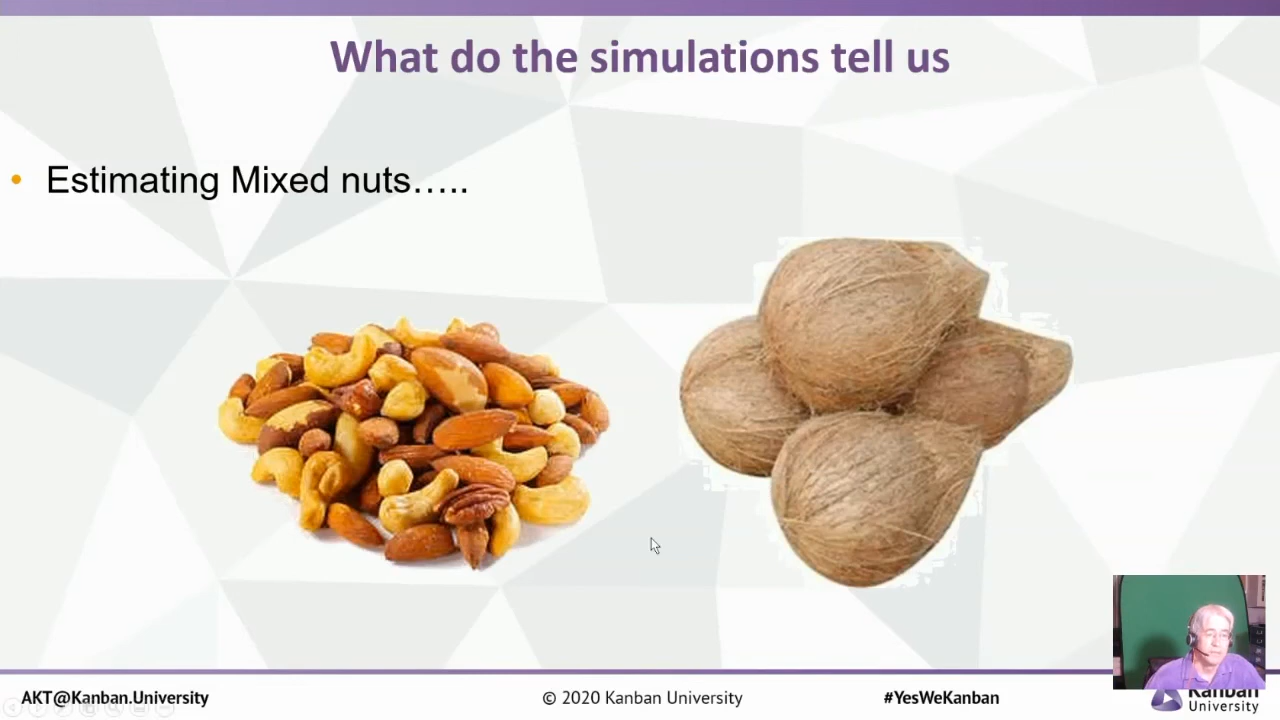 What do the simulations tell us
• Estimating Mixed nuts…..
AKT@Kanban.University
© 2020 Kanban University
#YesWeKanban
Kanban
University